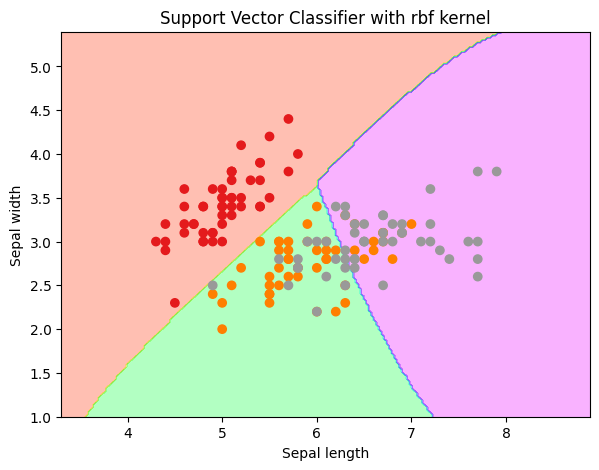 Support Vector Classifier with rbf kernel
Sepal width
5.0
4.5
4.0
3.5
3.0
2.5
2.0
1.5
1.0
4 5 6 7 8
Sepal length